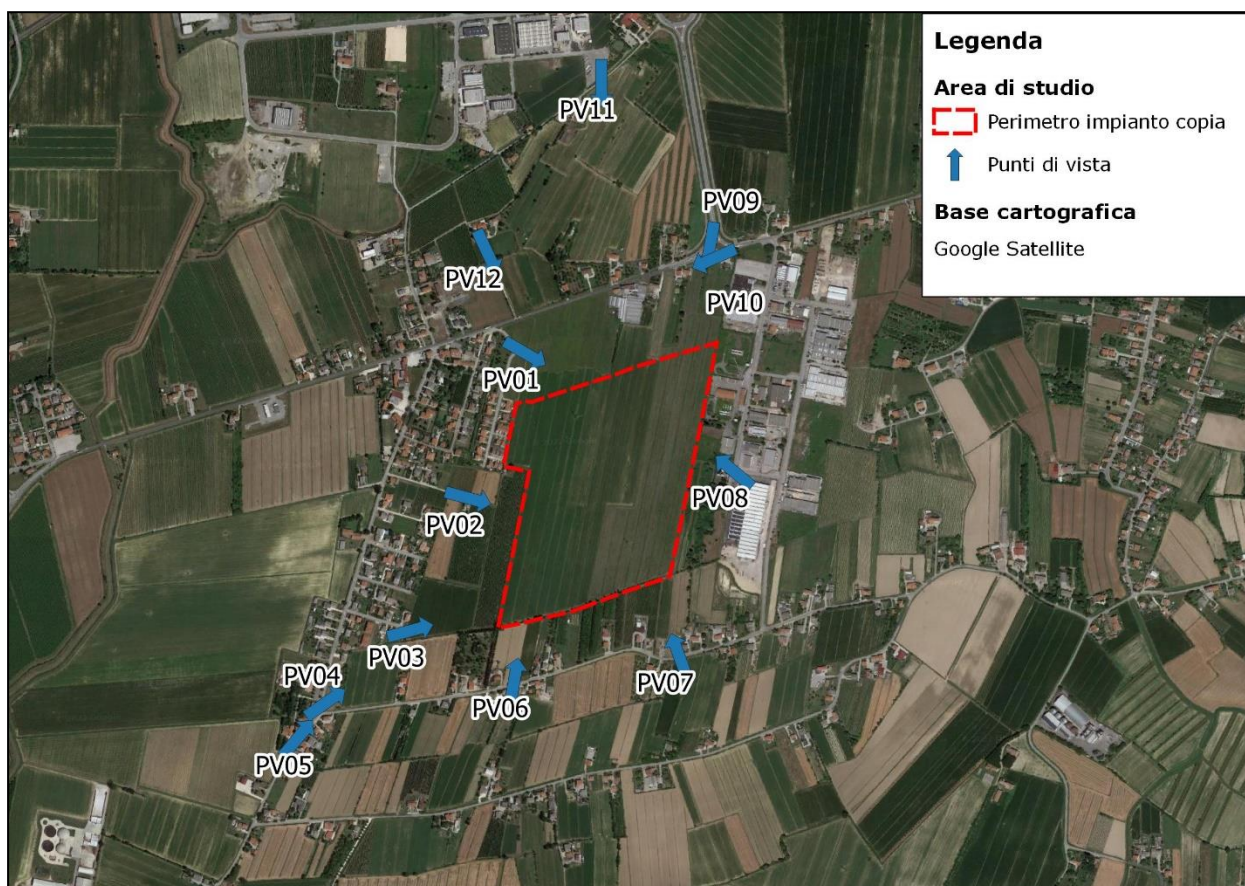 Legenda
Area di studio
Perimetro impianto copia
Punti di vista
Base cartografica
Google Satellite
PV11
PV09
PV12
PV10
PV01
PV02
PV08
PV03
PV04
PV07
PV06
PV05